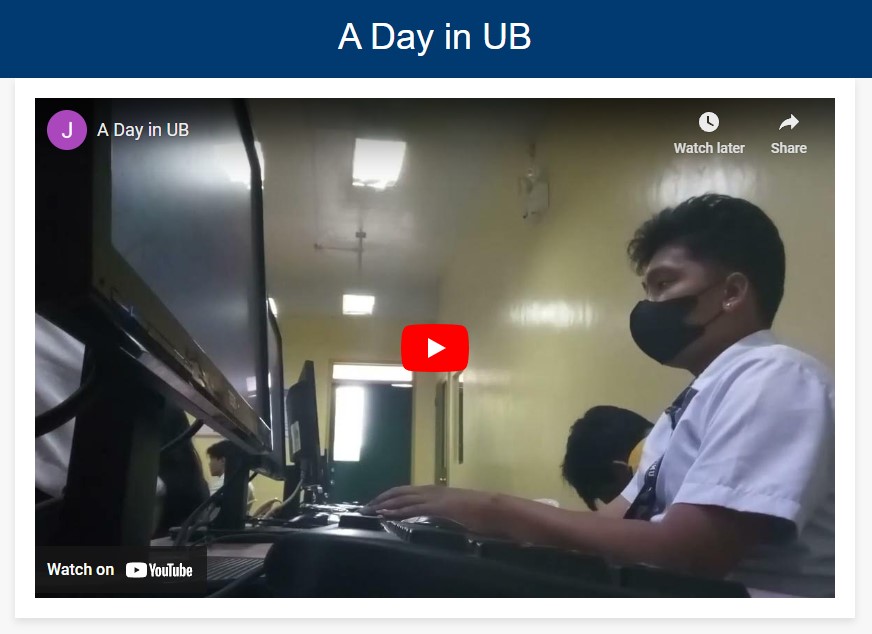 A Day in UB
J
A Day in UB
Watch later
Share
Watch on YouTube